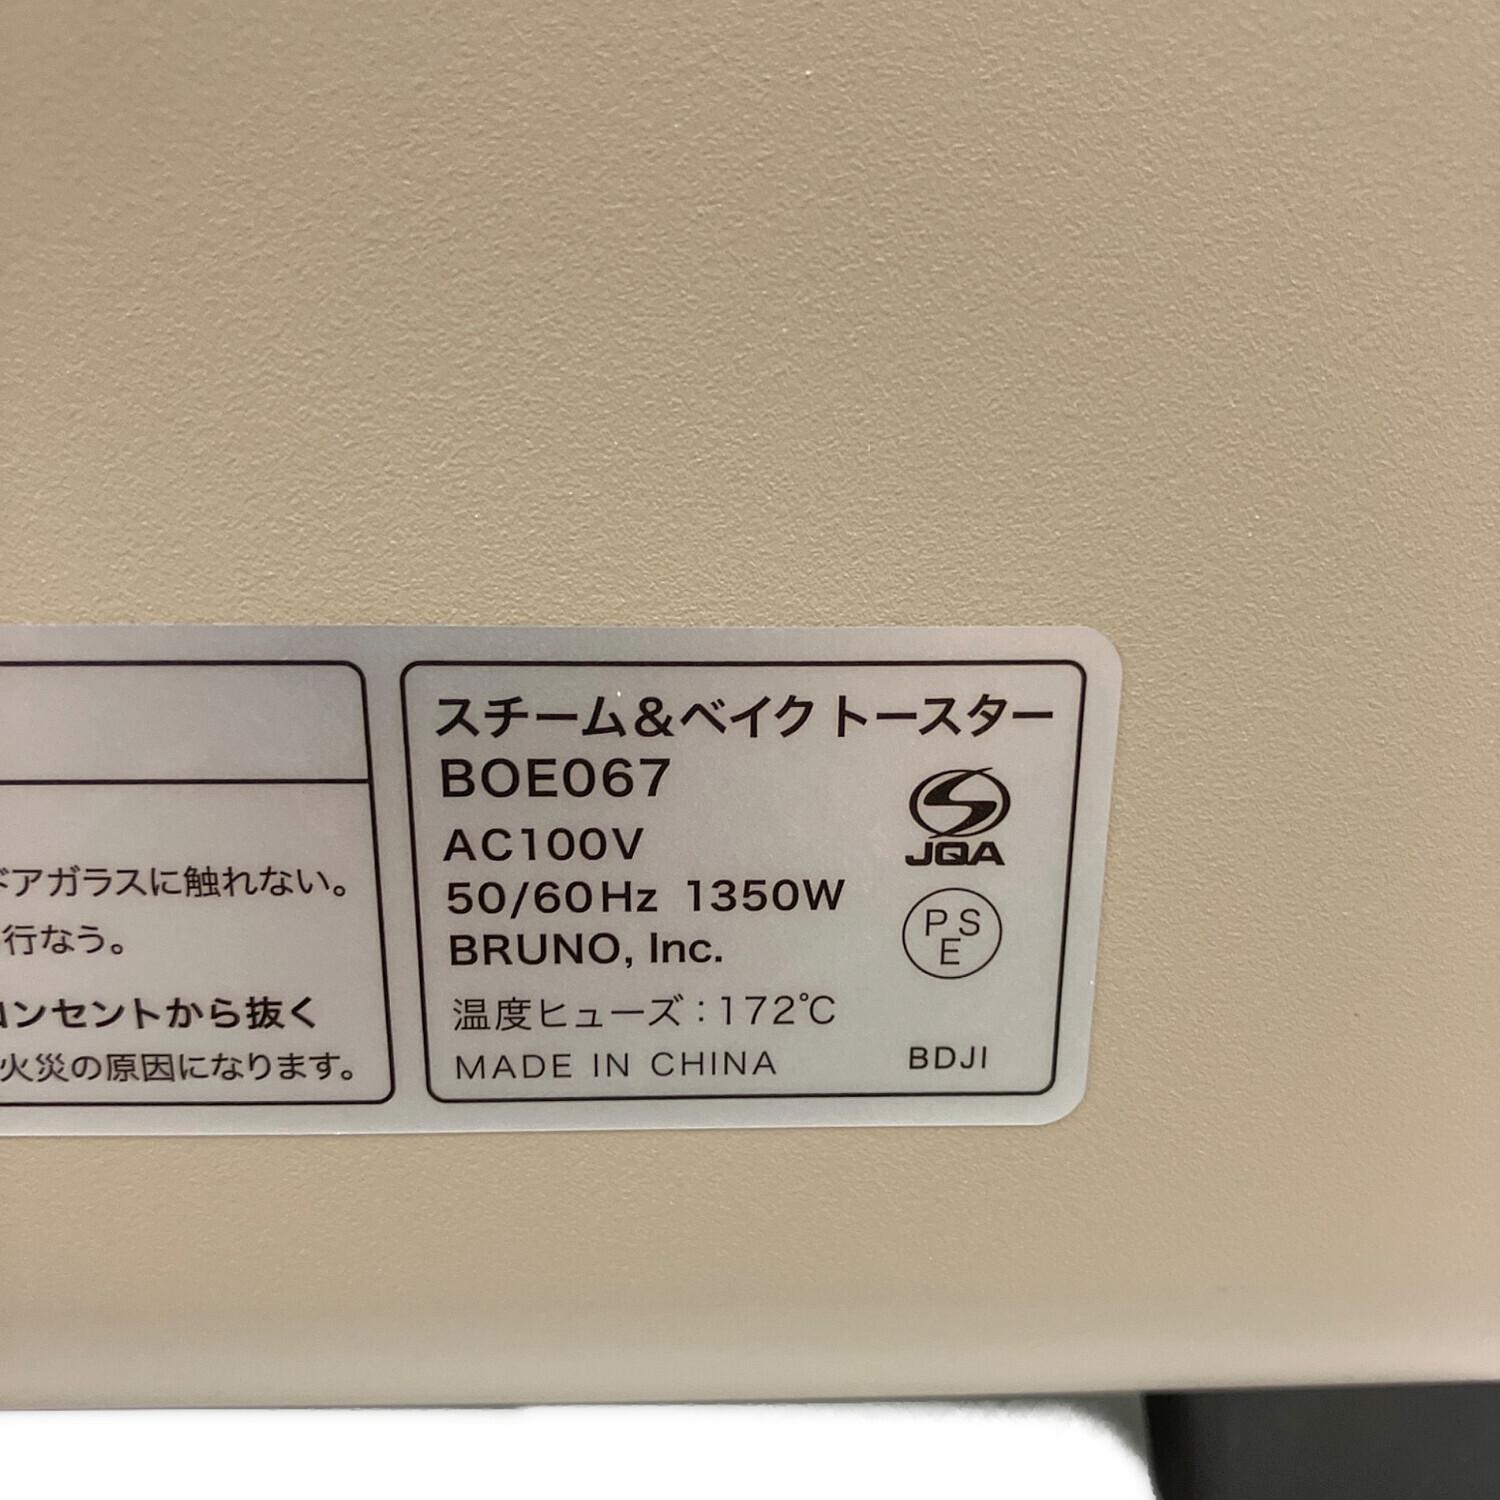 ドアガラスに触れない。
行なう。
コンセントから抜く
火災の原因になります。
スチーム&ベイク トースター
BOE067
AC100V
50/60Hz 1350W
BRUNO, Inc.
温度ヒューズ:172℃
MADE IN CHINA
JQA
PSE
BDJI